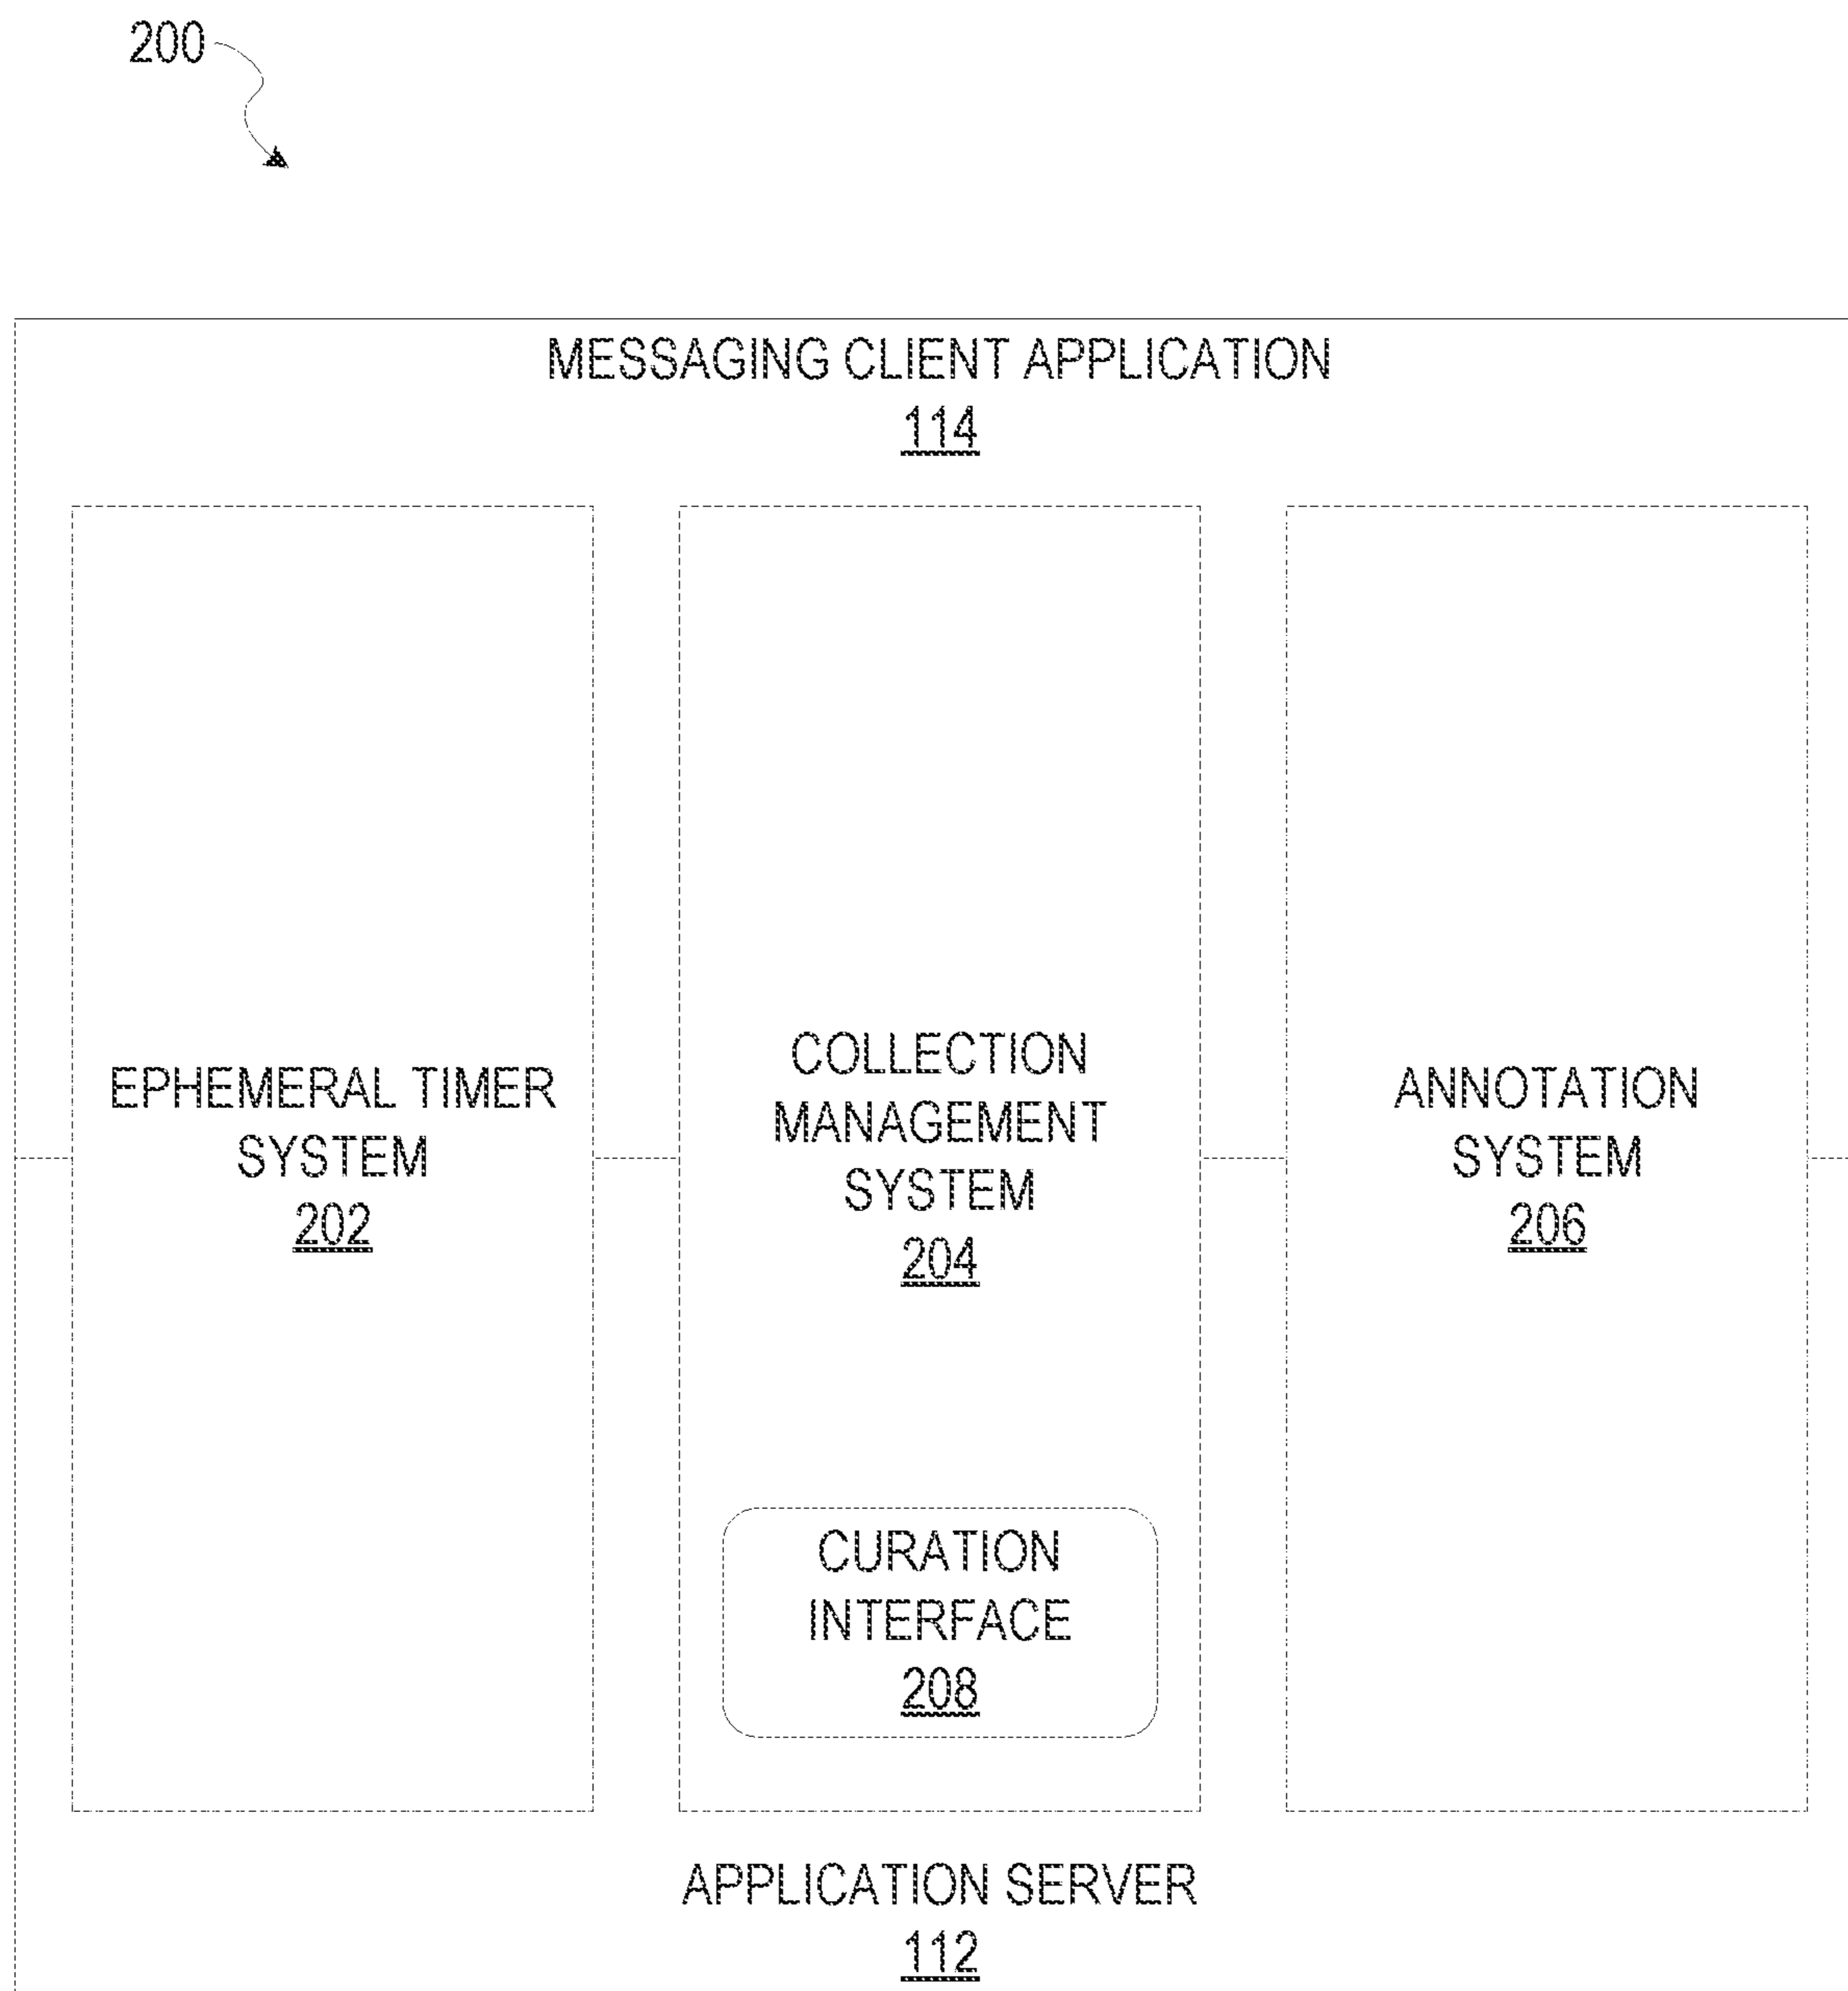 200
MESSAGING CLIENT APPLICATION
114
EPHEMERAL TIMER
SYSTEM
202
COLLECTION
MANAGEMENT
SYSTEM
204
ANNOTATION
SYSTEM
206
CURATION
INTERFACE
208
APPLICATION SERVER
112